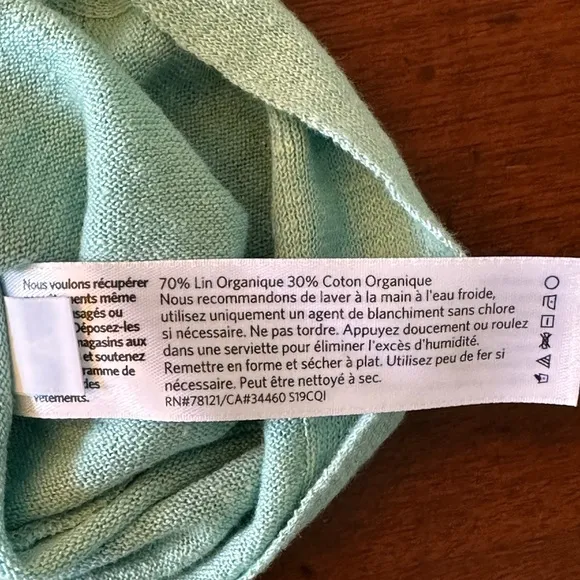 Nous voulons récupérer
ments même
sagés ou
Déposez-les
magasins aux
et soutenez
ramme de
des
vêtements.
70% Lin Organique 30% Coton Organique
Nous recommandons de laver à la main à l'eau froide,
utilisez uniquement un agent de blanchiment sans chlore
si nécessaire. Ne pas tordre. Appuyez doucement ou roulez
dans une serviette pour éliminer l'excès d'humidité.
Remettre en forme et sécher à plat. Utilisez peu de fer si
nécessaire. Peut être nettoyé à sec.
RN#78121/CA#34460 S19CQI